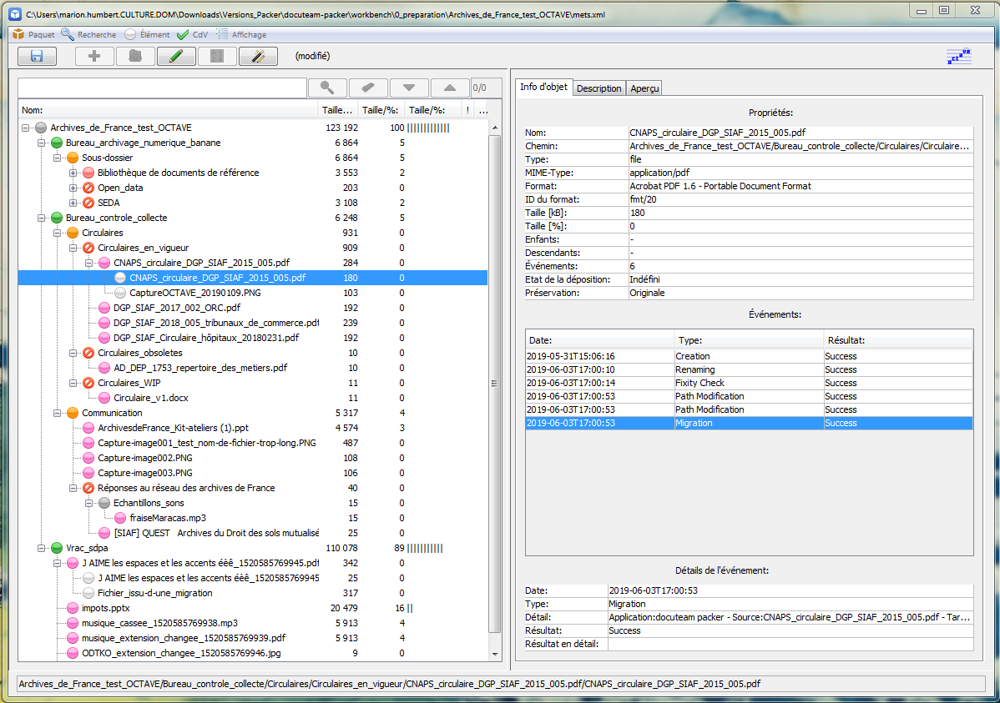 C:\Users\marion.humbert.CULTURE.DOM\Downloads\Versions_Packer\docuteam-packer\workbench\0_preparation\Archives_de_France_test_OCTAVE\mets.xml
Paquet Recherche Élément CdV Affichage
(modifié)
octave
0/0
Nom: Taille... Taille/%: Taille/%: ! ...
Archives_de_France_test_OCTAVE 123 192 100
Bureau_archivage_numerique_banane 6 864 5
Sous-dossier 6 864 5
Bibliothèque de documents de référence 3 553 2
Open_data 203 0
SEDA 3 108 2
Bureau_controle_collecte 6 248 5
Circulaires 931 0
Circulaires_en_vigueur 909 0
CNAPS_circulaire_DGP_SIAF_2015_005.pdf 284 0
CNAPS_circulaire_DGP_SIAF_2015_005.pdf 180 0
CaptureOCTAVE_20190109.PNG 103 0
DGP_SIAF_2017_002_ORC.pdf 192 0
DGP_SIAF_2018_005_tribunaux_de_commerce.pdf 239 0
DGP_SIAF_Circulaire_hôpitaux_20180231.pdf 192 0
Circulaires_obsoletes 10 0
AD_DEP_1753_repertoire_des_metiers.pdf 10 0
Circulaires_WIP 11 0
Circulaire_v1.docx 11 0
Communication 5 317 4
ArchivesdeFrance_Kit-ateliers (1).ppt 4 574 3
Capture-image001_test_nom-de-fichier-trop-long.PNG 487 0
Capture-image002.PNG 108 0
Capture-image003.PNG 106 0
Réponses au réseau des archives de France 40 0
Echantillons_sons 15 0
fraiseMaracas.mp3 15 0
[SIAF] QUEST Archives du Droit des sols mutualisé 25 0
Vrac_sdpa 110 078 89
J AIME les espaces et les accents éèê_1520585769945.pdf 342 0
J AIME les espaces et les accents éèê_1520585769945 25 0
Fichier_issu-d-une_migration 317 0
impots.pptx 20 479 16
musique_cassee_1520585769938.mp3 5 913 4
musique_extension_changee_1520585769939.pdf 5 913 4
ODTKO_extension_changee_1520585769946.jpg 9 0
Info d'objet Description Aperçu
Propriétés:
Nom: CNAPS_circulaire_DGP_SIAF_2015_005.pdf
Chemin: Archives_de_France_test_OCTAVE/Bureau_controle_collecte/Circulaires/Circulaire...
Type: file
MIME-Type: application/pdf
Format: Acrobat PDF 1.6 - Portable Document Format
ID du format: fmt/20
Taille [kB]: 180
Taille [%]: 0
Enfants: -
Descendants: -
Événements: 6
Etat de la déposition: Indéfini
Préservation: Originale
Événements:
Date: Type: Résultat:
2019-05-31T15:06:16 Creation Success
2019-06-03T17:00:10 Renaming Success
2019-06-03T17:00:14 Fixity Check Success
2019-06-03T17:00:53 Path Modification Success
2019-06-03T17:00:53 Path Modification Success
2019-06-03T17:00:53 Migration Success
Détails de l'événement:
Date: 2019-06-03T17:00:53
Type: Migration
Détail: Application:docuteam packer - Source:CNAPS_circulaire_DGP_SIAF_2015_005.pdf - Tar...
Résultat: Success
Résultat en détail:
Archives_de_France_test_OCTAVE/Bureau_controle_collecte/Circulaires/Circulaires_en_vigueur/CNAPS_circulaire_DGP_SIAF_2015_005.pdf/CNAPS_circulaire_DGP_SIAF_2015_005.pdf